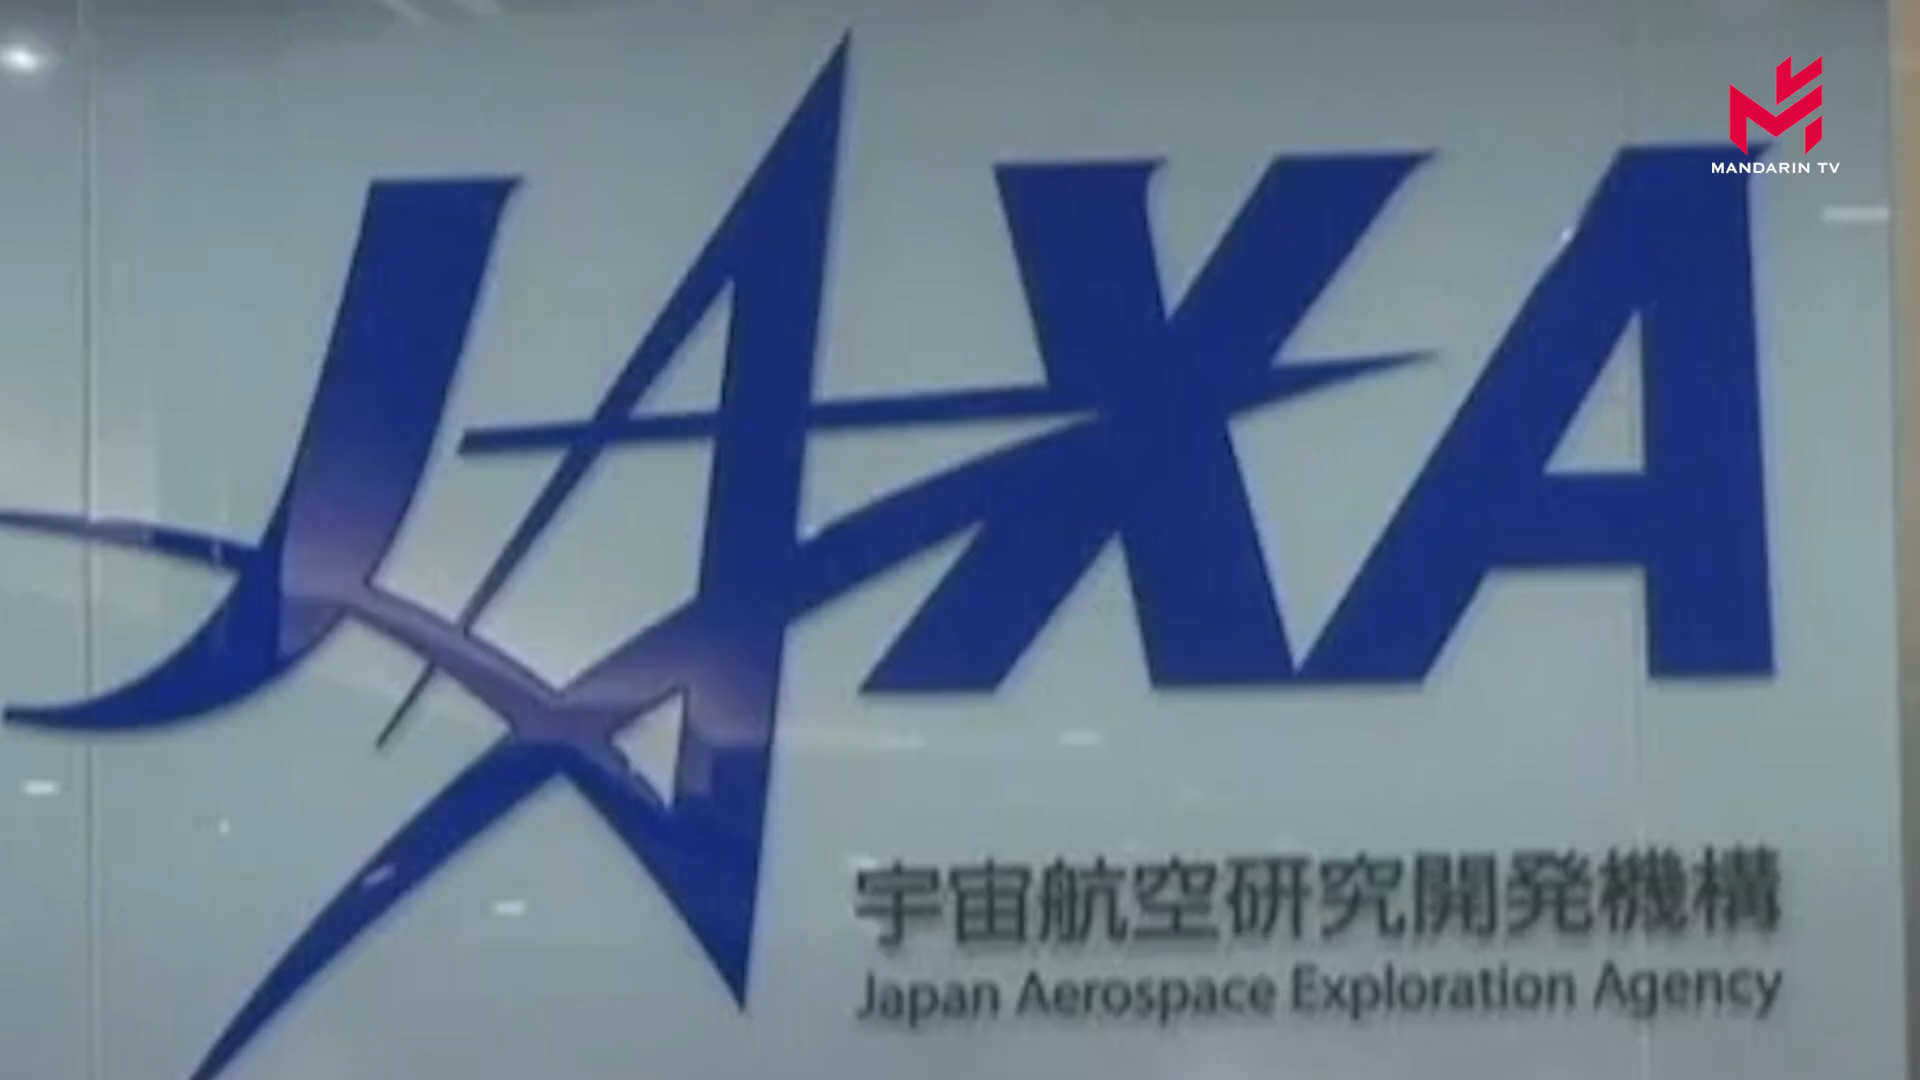 MANDARIN TV
JAXA
宇宙航空研究開発機構
Japan Aerospace Exploration Agency